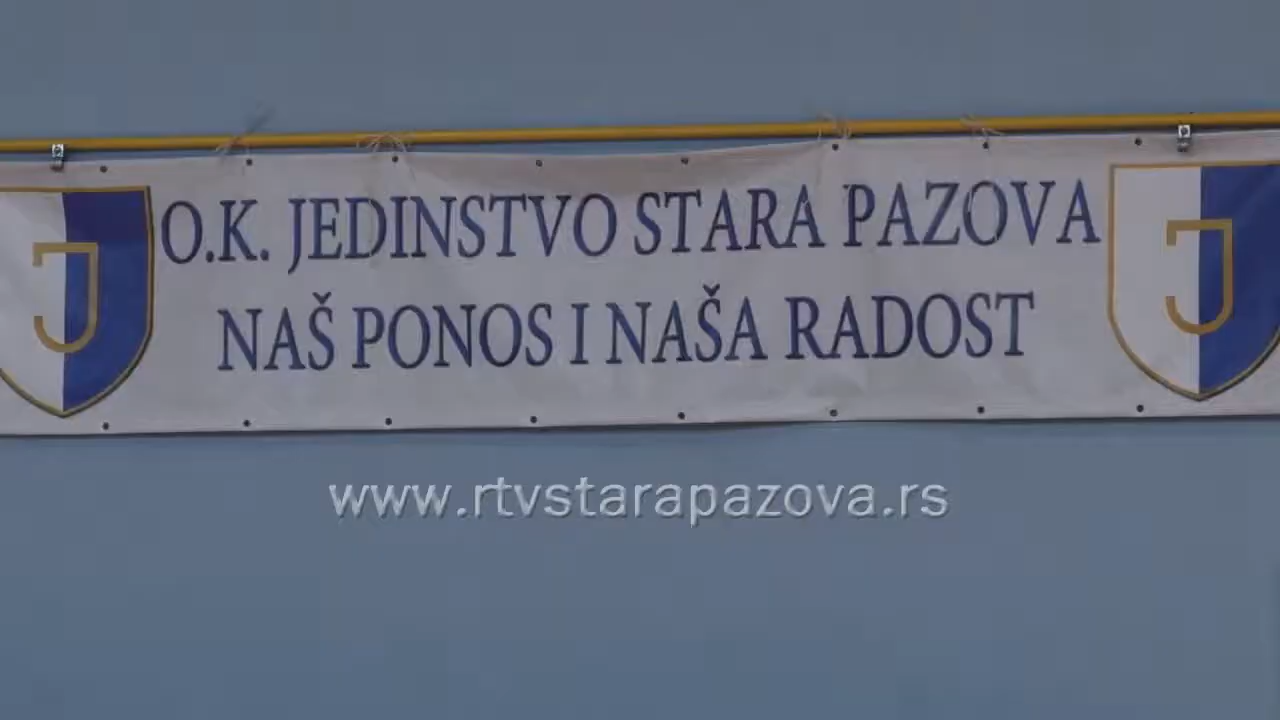 O.K. JEDINSTVO STARA PAZOVA
NAŠ PONOS I NAŠA RADOST
www.rtvstarapazova.rs